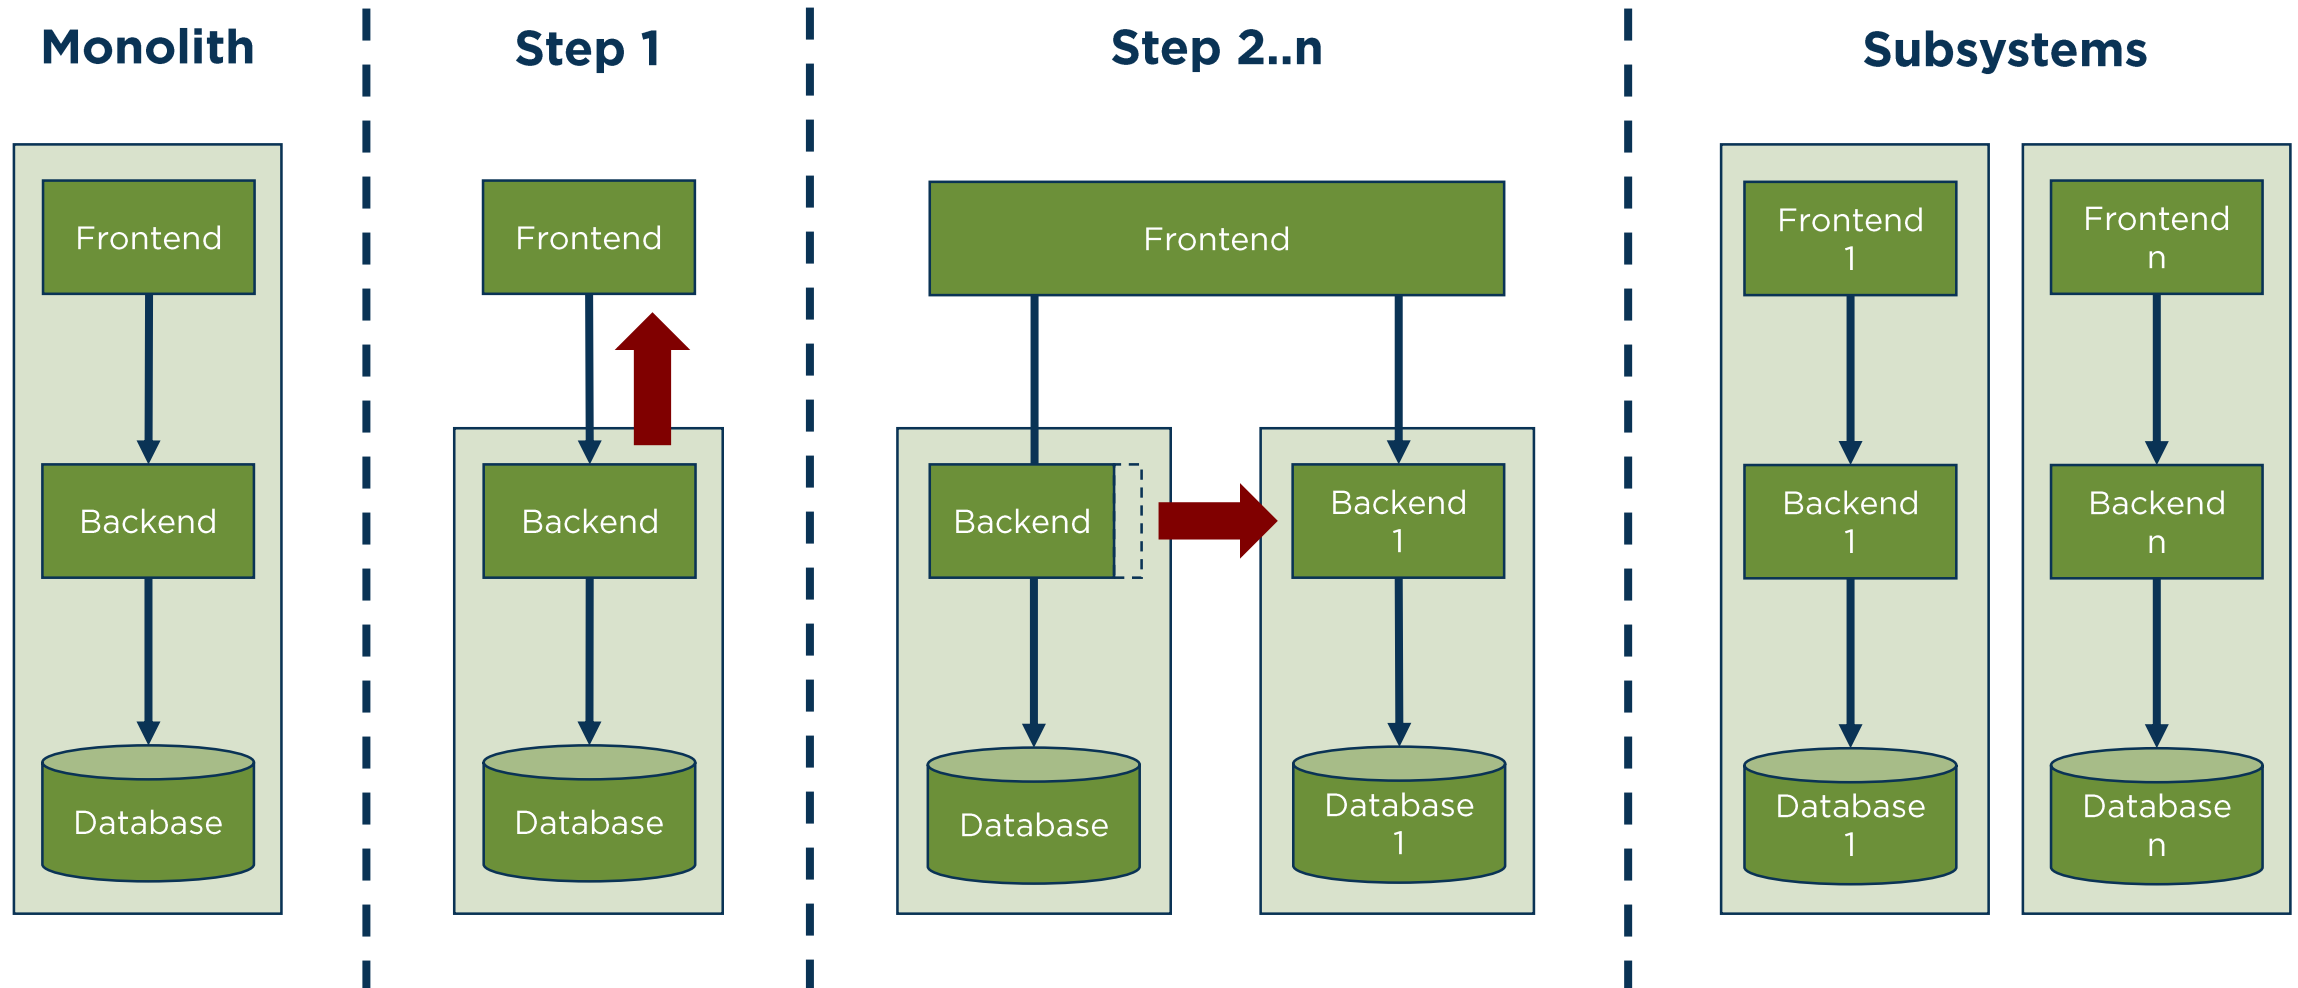 Monolith
Frontend
Backend
Database
Step 1
Frontend
Backend
Database
Step 2..n
Frontend
Backend
Database
Backend
1
Database
1
Subsystems
Frontend
1
Backend
1
Database
1
Frontend
n
Backend
n
Database
n